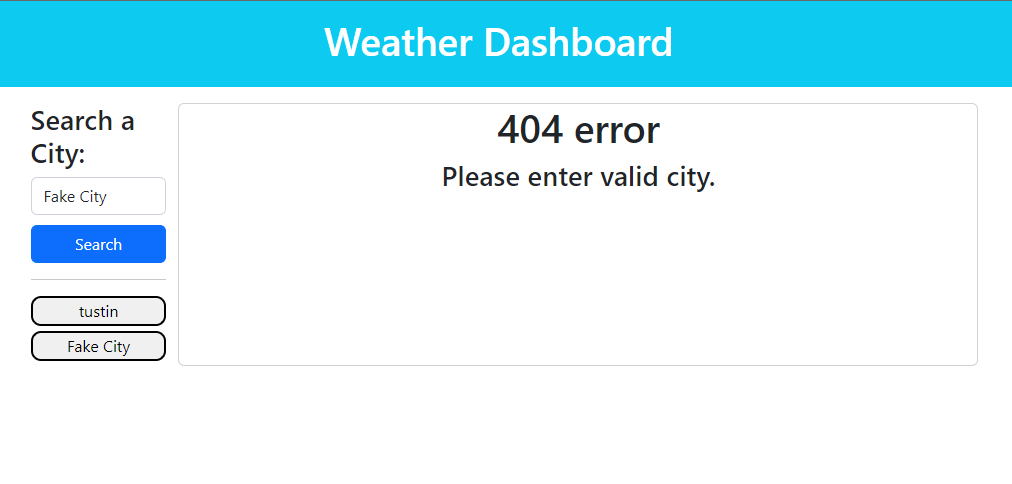 Weather Dashboard
Search a
City:
Fake City
Search
tustin
Fake City
404 error
Please enter valid city.